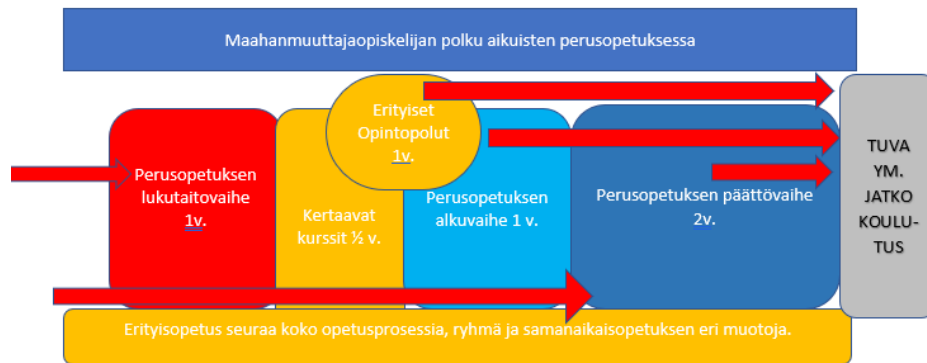 Maahanmuuttajaopiskelijan polku aikuisten perusopetuksessa
Erityiset
Opintopolut
1v.
Perusopetuksen
lukutaitovaihe
1v.
Kertaavat
kurssit ½ v.
Perusopetuksen
alkuvaihe 1 v.
Perusopetuksen päättövaihe
2v.
TUVA
YM.
JATKO
KOULU-
TUS
Erityisopetus seuraa koko opetusprosessia, ryhmä ja samanaikaisopetuksen eri muotoja.